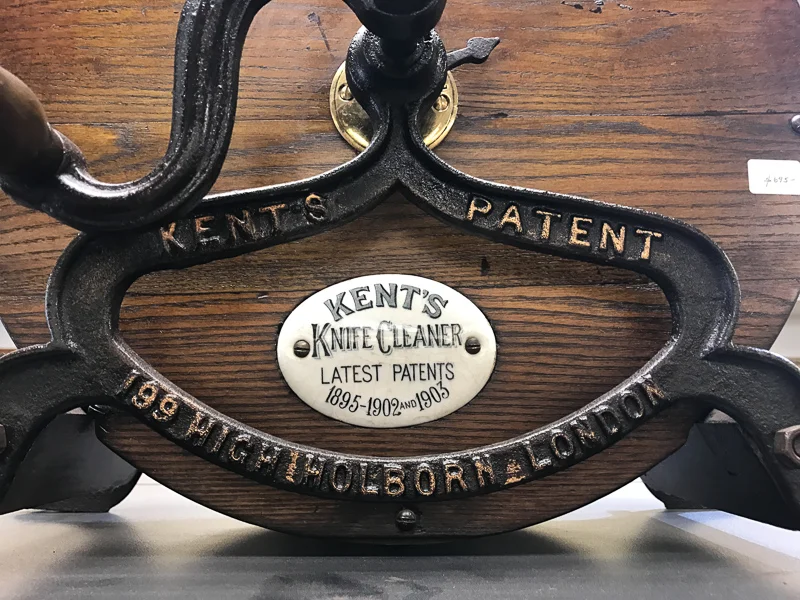 KENT'S PATENT
KENT'S
KNIFE CLEANER
LATEST PATENTS
1895-1902 AND 1903
199 HIGH HOLBORN LONDON